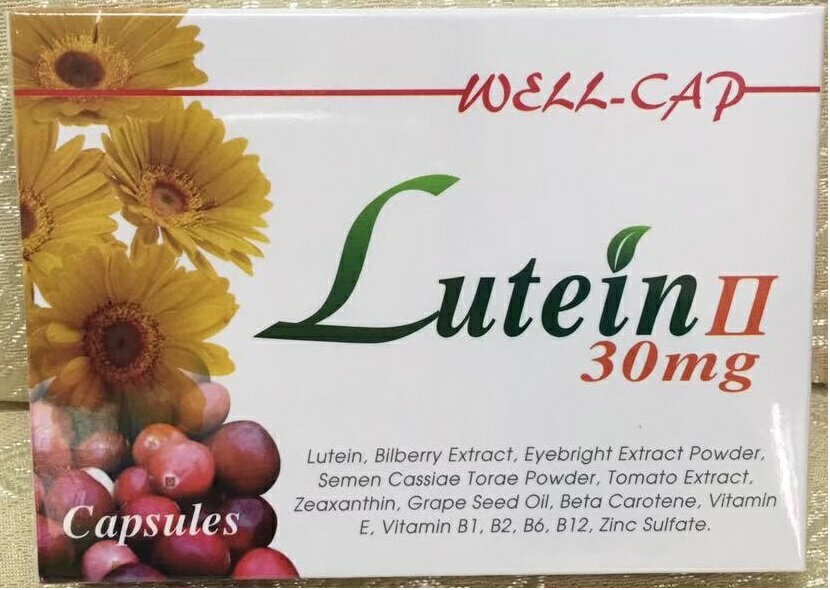 WELL-CAP
Lutein II
30mg
Lutein, Bilberry Extract, Eyebright Extract Powder,
Semen Cassiae Torae Powder, Tomato Extract,
Zeaxanthin, Grape Seed Oil, Beta Carotene, Vitamin
E, Vitamin B1, B2, B6, B12, Zinc Sulfate.
Capsules